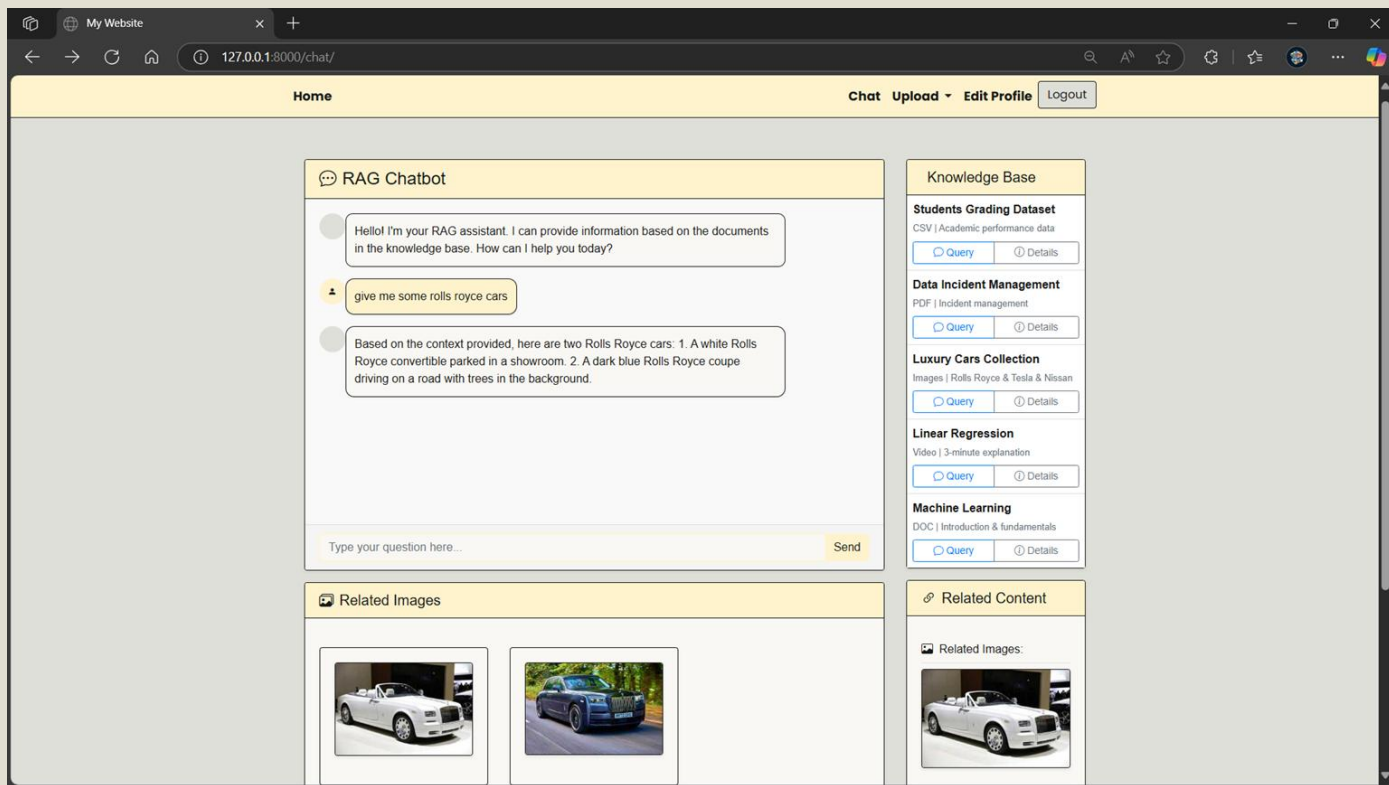 My Website
127.0.0.1:8000/chat/
Home
Chat Upload Edit Profile Logout
RAG Chatbot
Hello! I'm your RAG assistant. I can provide information based on the documents
in the knowledge base. How can I help you today?
give me some rolls royce cars
Based on the context provided, here are two Rolls Royce cars: 1. A white Rolls
Royce convertible parked in a showroom. 2. A dark blue Rolls Royce coupe
driving on a road with trees in the background.
Type your question here...
Send
Knowledge Base
Students Grading Dataset
CSV | Academic performance data
Query Details
Data Incident Management
PDF | Incident management
Query Details
Luxury Cars Collection
Images | Rolls Royce & Tesla & Nissan
Query Details
Linear Regression
Video | 3-minute explanation
Query Details
Machine Learning
DOC | Introduction & fundamentals
Query Details
Related Images
Related Content
Related Images: